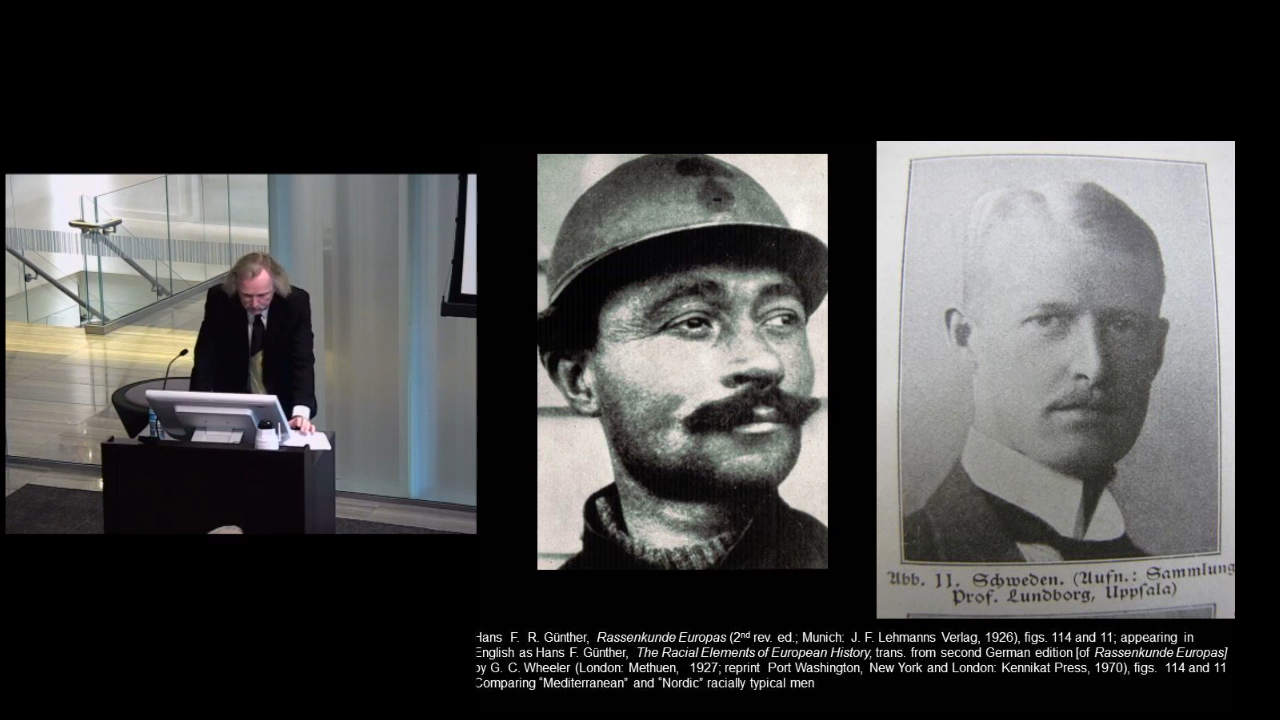 Abb. 11. Schweden. (Aufn.: Sammlung
Prof. Lundborg, Uppsala)
Hans F. R. Günther, Rassenkunde Europas (2nd rev. ed.; Munich: J. F. Lehmanns Verlag, 1926), figs. 114 and 11; appearing in
English as Hans F. Günther, The Racial Elements of European History, trans. from second German edition [of Rassenkunde Europas]
by G. C. Wheeler (London: Methuen, 1927; reprint Port Washington, New York and London: Kennikat Press, 1970), figs. 114 and 11
Comparing “Mediterranean” and “Nordic” racially typical men